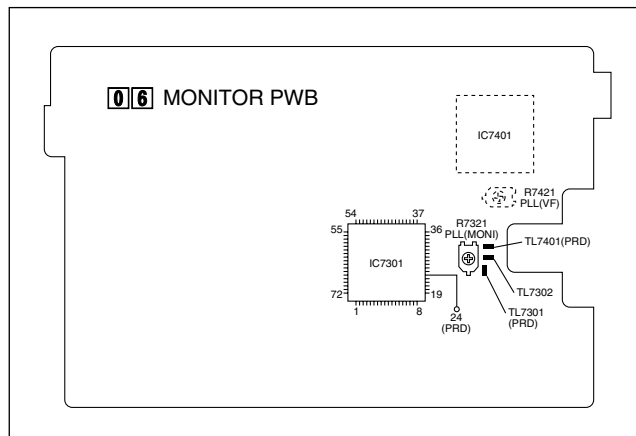 06 MONITOR PWB
IC7401
R7421
PLL(VF)
54
37
R7321
PLL(MONI)
55
36
TL7401(PRD)
IC7301
72
19
TL7302
1
8
24
(PRD)
TL7301
(PRD)